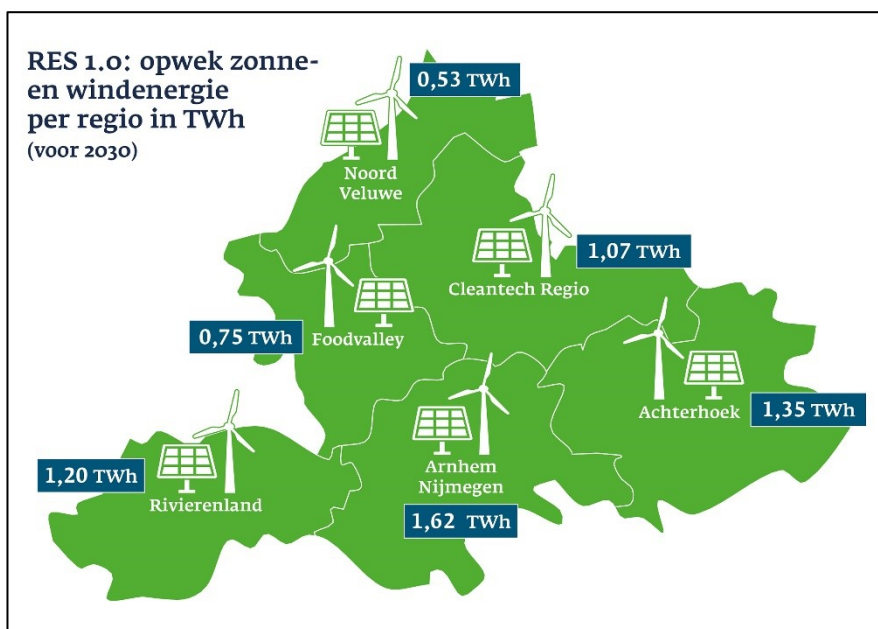 RES 1.0: opwek zonne-
en windenergie
per regio in TWh
(voor 2030)
0,53 TWh
Noord
Veluwe
1,07 TWh
Cleantech Regio
0,75 TWh
Foodvalley
Achterhoek
1,35 TWh
1,20 TWh
Rivierenland
Arnhem
Nijmegen
1,62 TWh